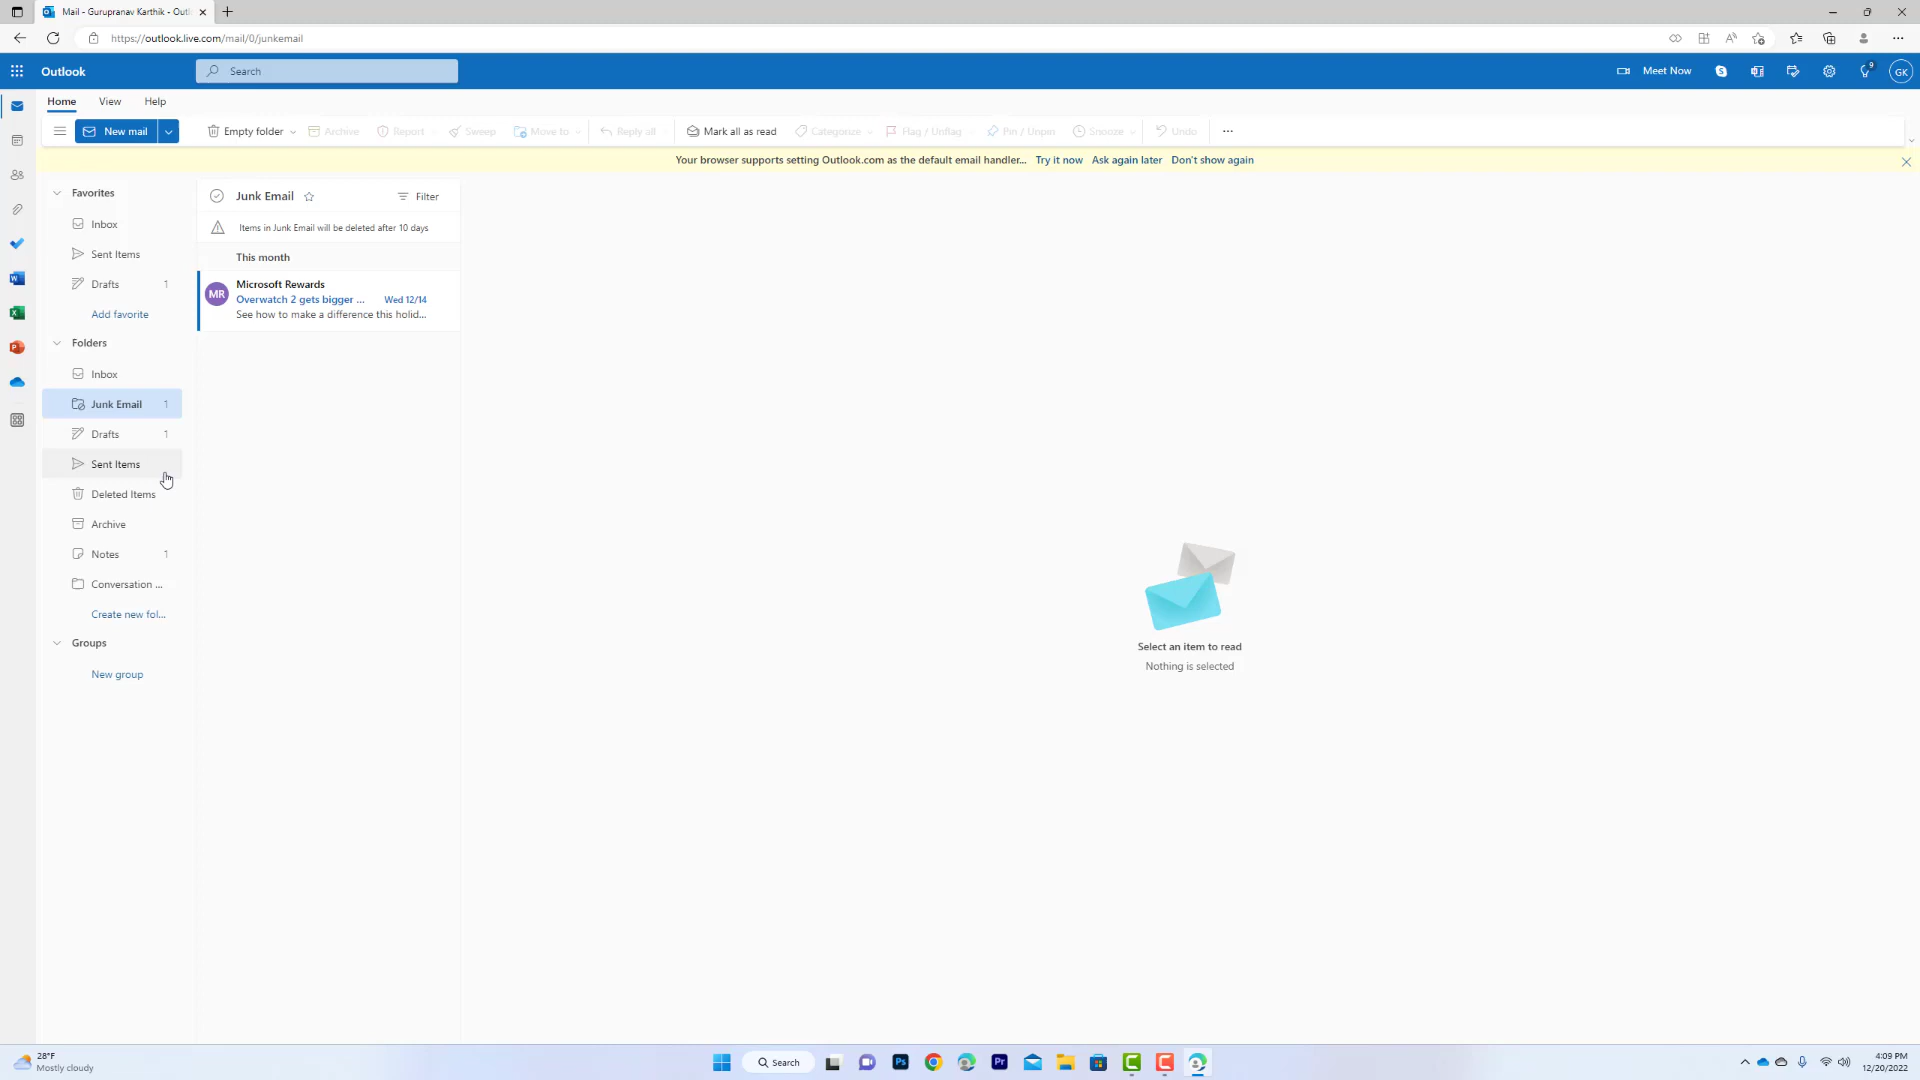 Mail - Gurupranav Karthik - Outl
https://outlook.live.com/mail/0/junkemail
Outlook
Search
Meet Now
9
GK
Home View Help
New mail
Empty folder
Archive
Report
Sweep
Move to
Reply all
Mark all as read
Categorize
Flag / Unflag
Pin / Unpin
Snooze
Undo
Your browser supports setting Outlook.com as the default email handler... Try it now Ask again later Don't show again
Favorites
Inbox
Sent Items
Drafts 1
Add favorite
Folders
Inbox
Junk Email 1
Drafts 1
Sent Items
Deleted Items
Archive
Notes 1
Conversation ...
Create new fol...
Groups
New group
Junk Email
Filter
Items in Junk Email will be deleted after 10 days
This month
MR
Microsoft Rewards
Overwatch 2 gets bigger ... Wed 12/14
See how to make a difference this holid...
Select an item to read
Nothing is selected
28°F
Mostly cloudy
Search
Ps
Pr
4:09 PM
12/20/2022